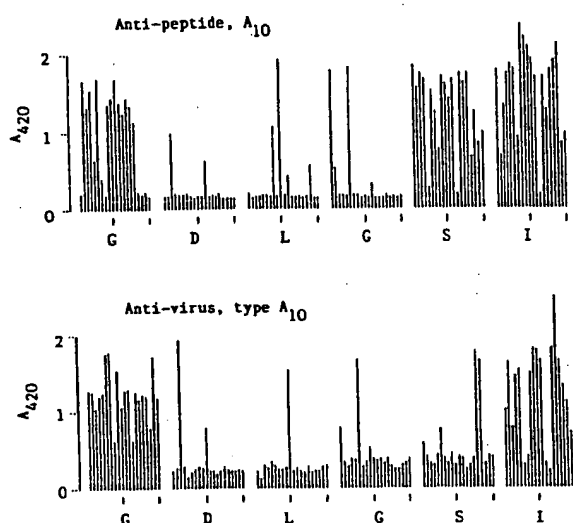 Anti-peptide, A10
2
1
0
A420
G D L G S I
Anti-virus, type A10
2
1
0
A420
G D L G S I